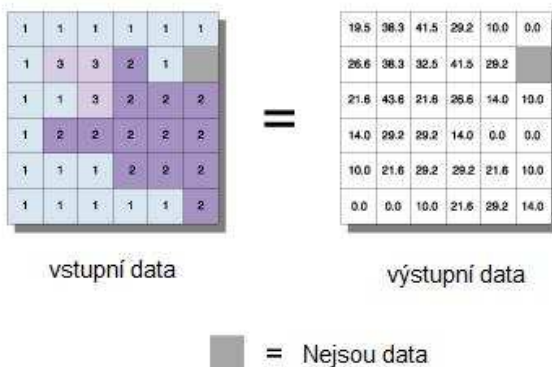 1 1 1 1 1 1 19.5 38.3 41.5 29.2 10.0 0.0
1 3 3 2 1 26.6 38.3 32.5 41.5 29.2
1 1 3 2 2 2 21.6 43.6 21.6 26.6 14.0 10.0
=
1 2 2 2 2 2 14.0 29.2 29.2 14.0 0.0 0.0
1 1 1 2 2 2 10.0 21.6 29.2 29.2 21.6 10.0
1 1 1 1 1 2 0.0 0.0 10.0 21.6 29.2 14.0
vstupní data výstupní data
= Nejsou data